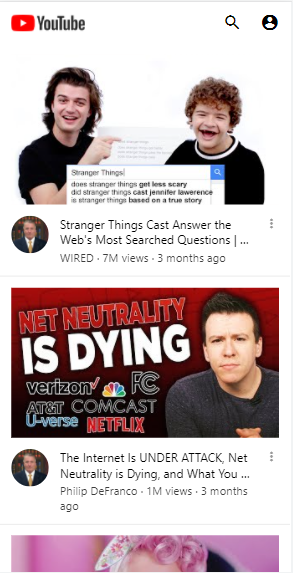 YouTube
Stranger Things
does stranger things get less scary
did stranger things cast jennifer lawerence
is stranger things based on a true story
Stranger Things Cast Answer the
Web's Most Searched Questions | ...
WIRED · 7M views · 3 months ago
NET NEUTRALITY
IS DYING
verizon
FC
AT&T
U-verse
COMCAST
NETFLIX
The Internet Is UNDER ATTACK, Net
Neutrality is Dying, and What You ...
Philip DeFranco · 1M views · 3 months
ago